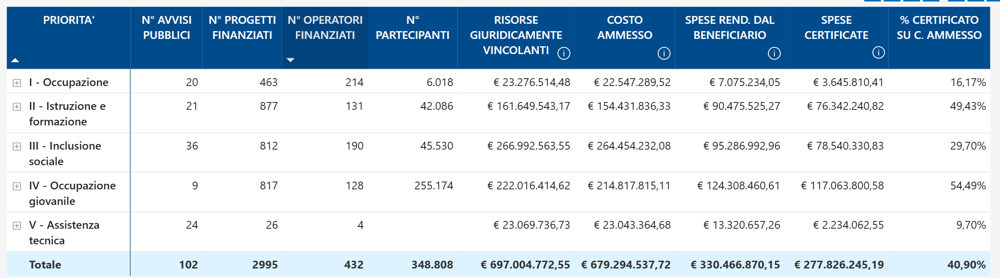 PRIORITA' N° AVVISI PUBBLICI N° PROGETTI FINANZIATI N° OPERATORI FINANZIATI N° PARTECIPANTI RISORSE GIURIDICAMENTE VINCOLANTI COSTO AMMESSO SPESE REND. DAL BENEFICIARIO SPESE CERTIFICATE % CERTIFICATO SU C. AMMESSO
I - Occupazione 20 463 214 6.018 € 23.276.514,48 € 22.547.289,52 € 7.075.234,05 € 3.645.810,41 16,17%
II - Istruzione e 21 877 131 42.086 € 161.649.543,17 € 154.431.836,33 € 90.475.525,27 € 76.342.240,82 49,43%
formazione
III - Inclusione 36 812 190 45.530 € 266.992.563,55 € 264.454.232,08 € 95.286.992,96 € 78.540.330,83 29,70%
sociale
IV - Occupazione 9 817 128 255.174 € 222.016.414,62 € 214.817.815,11 € 124.308.460,61 € 117.063.800,58 54,49%
giovanile
V - Assistenza 24 26 4 € 23.069.736,73 € 23.043.364,68 € 13.320.657,26 € 2.234.062,55 9,70%
tecnica
Totale 102 2995 432 348.808 € 697.004.772,55 € 679.294.537,72 € 330.466.870,15 € 277.826.245,19 40,90%